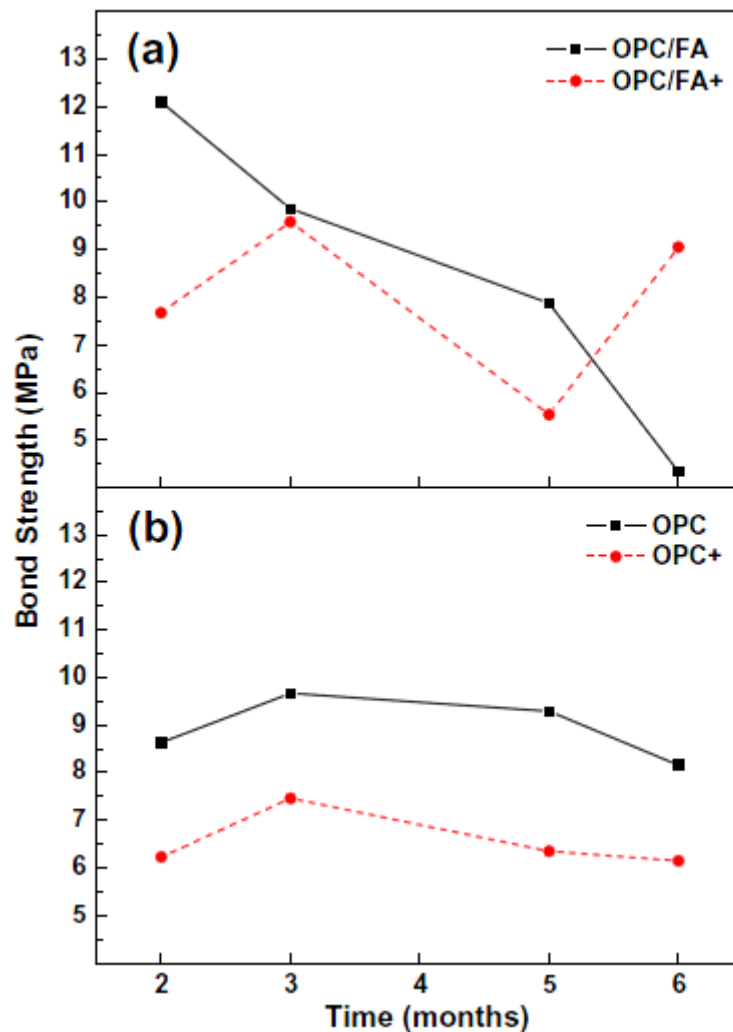 (a)
OPC/FA
OPC/FA+
13
12
11
10
9
8
7
6
5
Bond Strength (MPa)
(b)
OPC
OPC+
13
12
11
10
9
8
7
6
5
2 3 4 5 6
Time (months)